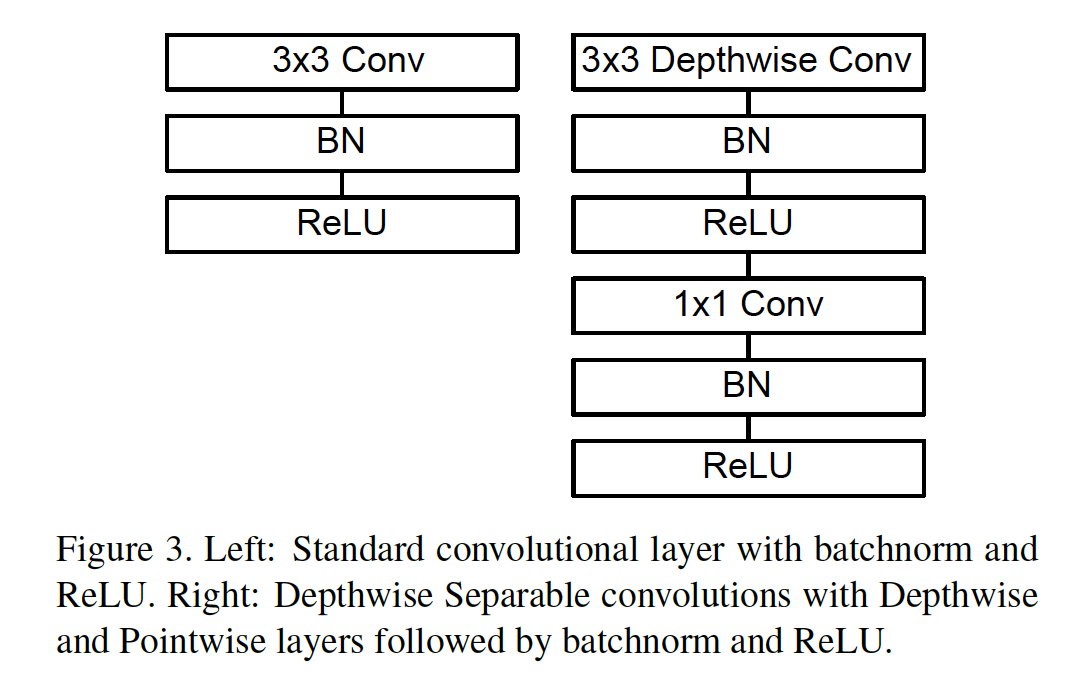 3x3 Conv
BN
ReLU
3x3 Depthwise Conv
BN
ReLU
1x1 Conv
BN
ReLU
Figure 3. Left: Standard convolutional layer with batchnorm and
ReLU. Right: Depthwise Separable convolutions with Depthwise
and Pointwise layers followed by batchnorm and ReLU.